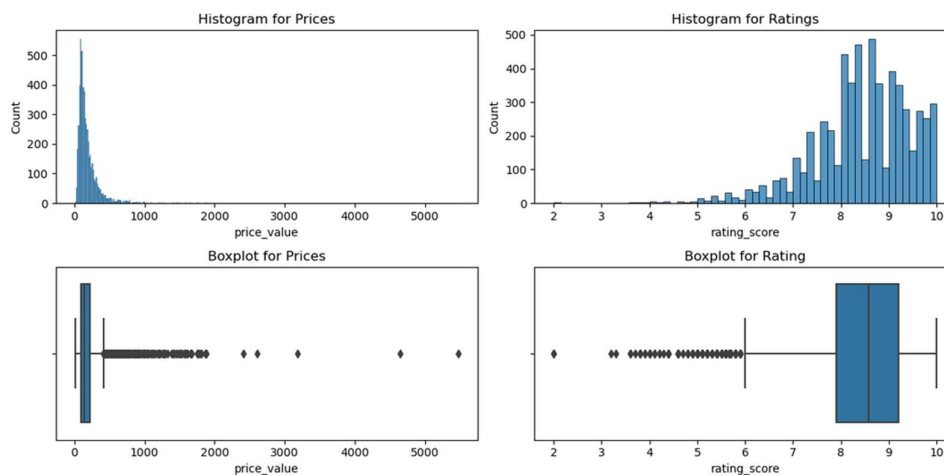 Histogram for Prices
500
400
300
200
100
0
Count
0 1000 2000 3000 4000 5000
price_value
Histogram for Ratings
500
400
300
200
100
0
Count
2 3 4 5 6 7 8 9 10
rating_score
Boxplot for Prices
0 1000 2000 3000 4000 5000
price_value
Boxplot for Rating
2 3 4 5 6 7 8 9 10
rating_score